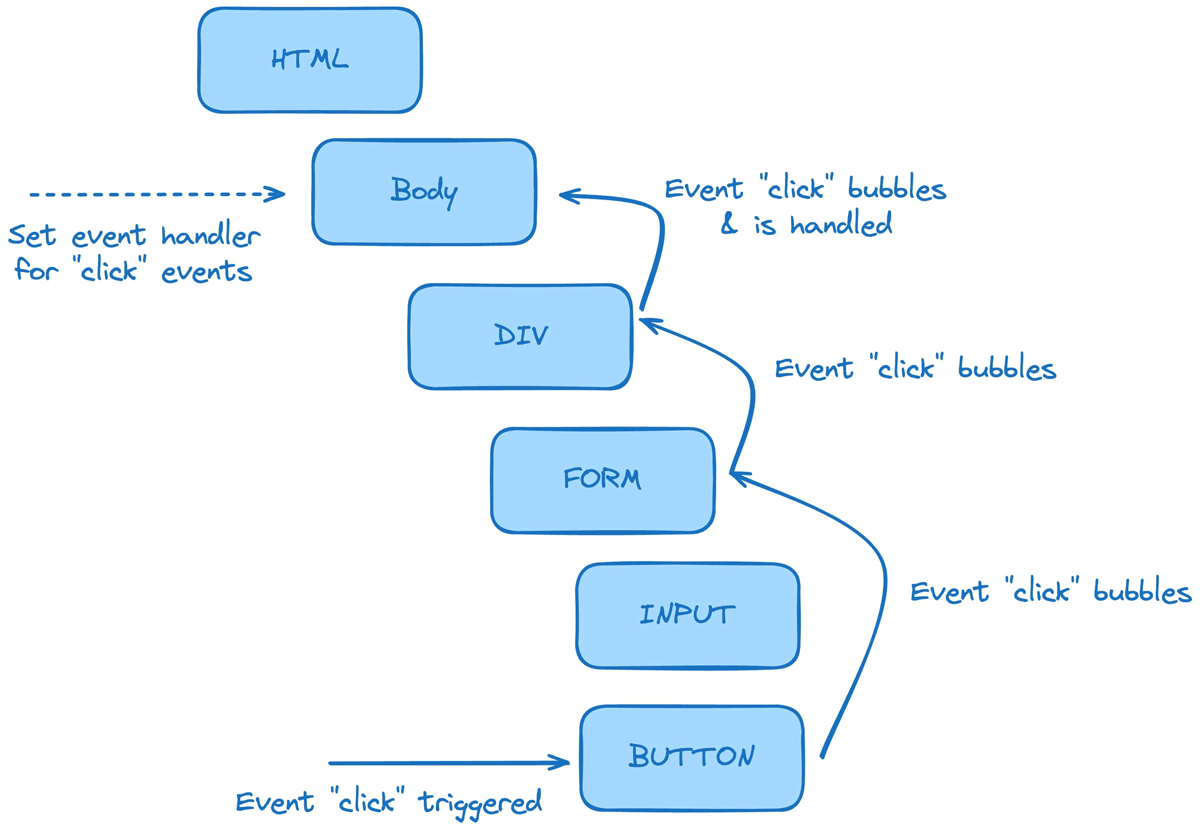 HTML
Body
Event "click" bubbles
& is handled
Set event handler
for "click" events
DIV
Event "click" bubbles
FORM
Event "click" bubbles
INPUT
BUTTON
Event "click" triggered